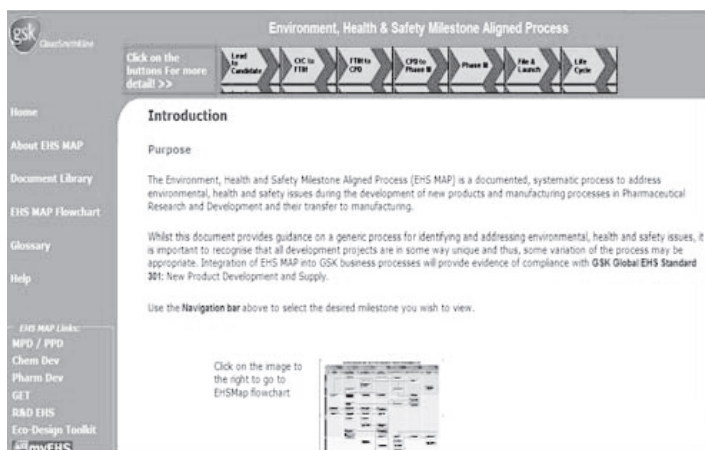 gsk
GlaxoSmithKline
Environment, Health & Safety Milestone Aligned Process
Click on the
buttons For more
detail! >>
Lead
to
Candidate
CtC to
FTIH
FTIH to
CPD
CPD to
Phase III
Phase III
File &
Launch
Life
Cycle
Home
About EHS MAP
Document Library
EHS MAP Flowchart
Glossary
Help
EHS MAP Links:
MPD / PPD
Chem Dev
Pharm Dev
GET
R&D EHS
Eco-Design Toolkit
myEHS
Introduction
Purpose
The Environment, Health and Safety Milestone Aligned Process (EHS MAP) is a documented, systematic process to address
environmental, health and safety issues during the development of new products and manufacturing processes in Pharmaceutical
Research and Development and their transfer to manufacturing.
Whilst this document provides guidance on a generic process for identifying and addressing environmental, health and safety issues, it
is important to recognise that all development projects are in some way unique and thus, some variation of the process may be
appropriate. Integration of EHS MAP into GSK business processes will provide evidence of compliance with GSK Global EHS Standard
301: New Product Development and Supply.
Use the Navigation bar above to select the desired milestone you wish to view.
Click on the image to
the right to go to
EHSMap flowchart